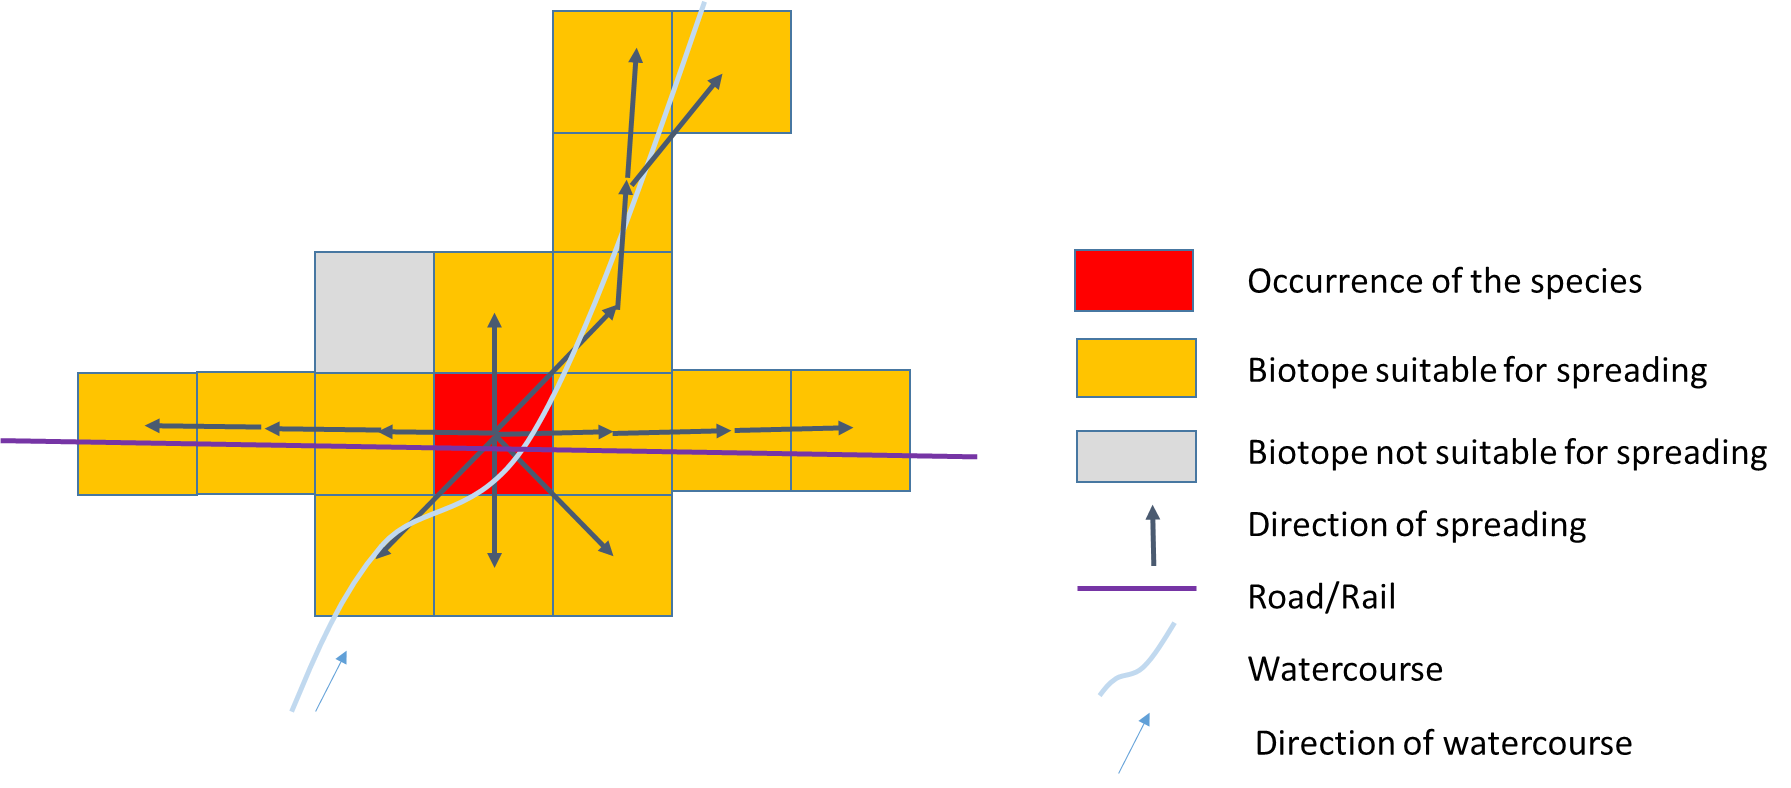 Occurrence of the species
Biotope suitable for spreading
Biotope not suitable for spreading
Direction of spreading
Road/Rail
Watercourse
Direction of watercourse